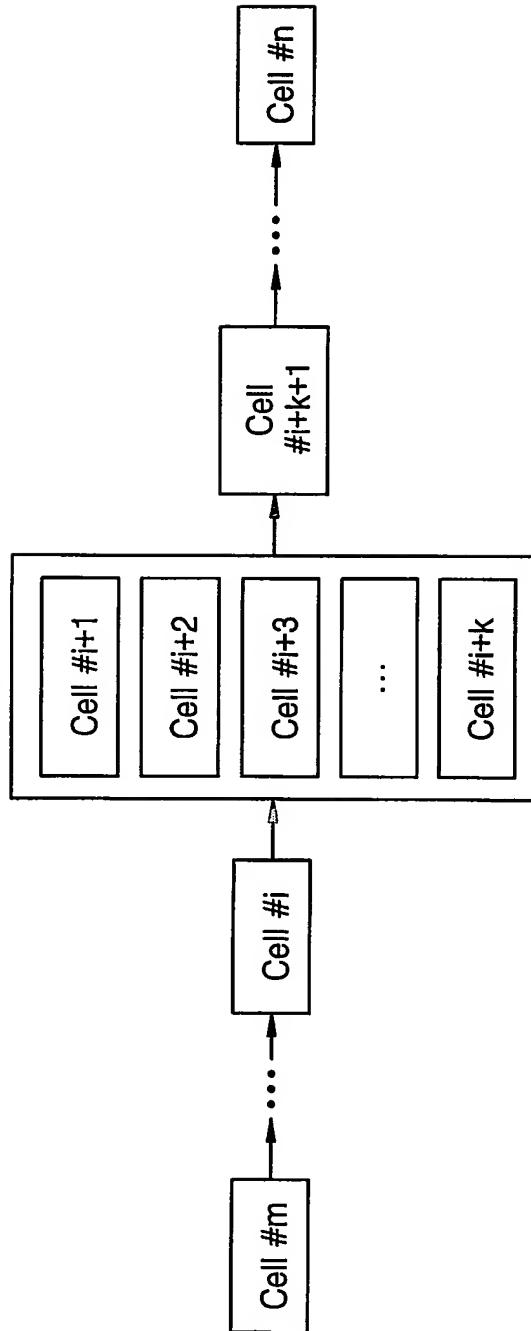 Cell #m
....
Cell #i
Cell #i+1
Cell #i+2
Cell #i+3
...
Cell #i+k
Cell
#i+k+1
....
Cell #n